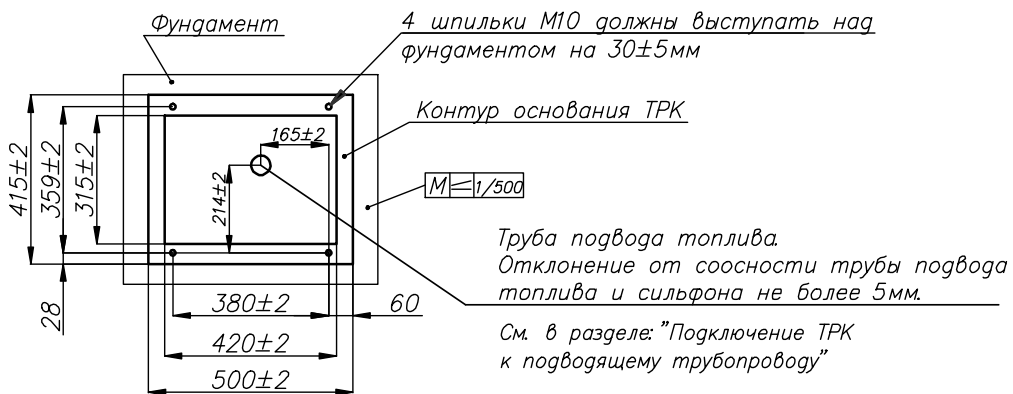 Фундамент
4 шпильки М10 должны выступать над
фундаментом на 30±5мм
Контур основания ТРК
165±2
415±2
359±2
315±2
214±2
М 1/500
Труба подвода топлива.
Отклонение от соосности трубы подвода
топлива и сильфона не более 5мм.
28
380±2
60
420±2
500±2
См. в разделе: "Подключение ТРК
к подводящему трубопроводу"